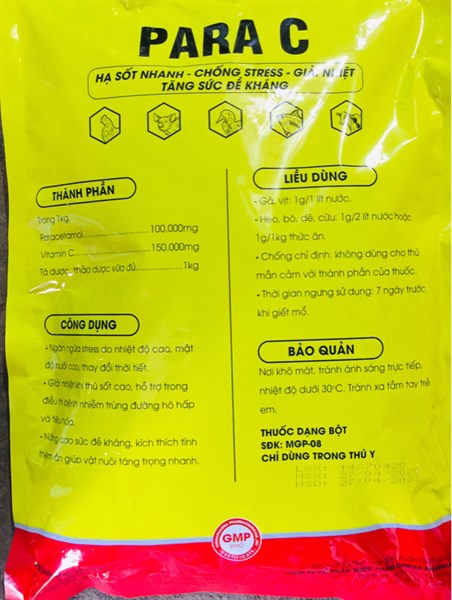 PARA C
HẠ SỐT NHANH - CHỐNG STRESS - GIẢI NHIỆT
TĂNG SỨC ĐỀ KHÁNG
THÀNH PHẦN
Trong 1kg
Paracetamol 100.000mg
Vitamin C 150.000mg
Tá dược, thảo dược vừa đủ 1kg
CÔNG DỤNG
• Ngăn ngừa stress do nhiệt độ cao, mật
độ nuôi cao, thay đổi thời tiết.
• Giải nhiệt khi thú sốt cao, hỗ trợ trong
điều trị bệnh nhiễm trùng đường hô hấp
và tiêu hóa.
• Nâng cao sức đề kháng, kích thích tính
thèm ăn giúp vật nuôi tăng trọng nhanh.
LIỀU DÙNG
• Gà, vịt: 1g/1 lít nước.
• Heo, bò, dê, cừu: 1g/2 lít nước hoặc
1g/1kg thức ăn.
• Chống chỉ định: không dùng cho thú
mẫn cảm với thành phần của thuốc.
• Thời gian ngưng sử dụng: 7 ngày trước
khi giết mổ.
BẢO QUẢN
Nơi khô mát, tránh ánh sáng trực tiếp,
nhiệt độ dưới 30°C. Tránh xa tầm tay trẻ
em.
THUỐC DẠNG BỘT
SĐK: MGP-08
CHỈ DÙNG TRONG THÚ Y
LSX:
NSX:
HSD:
GMP
WHO